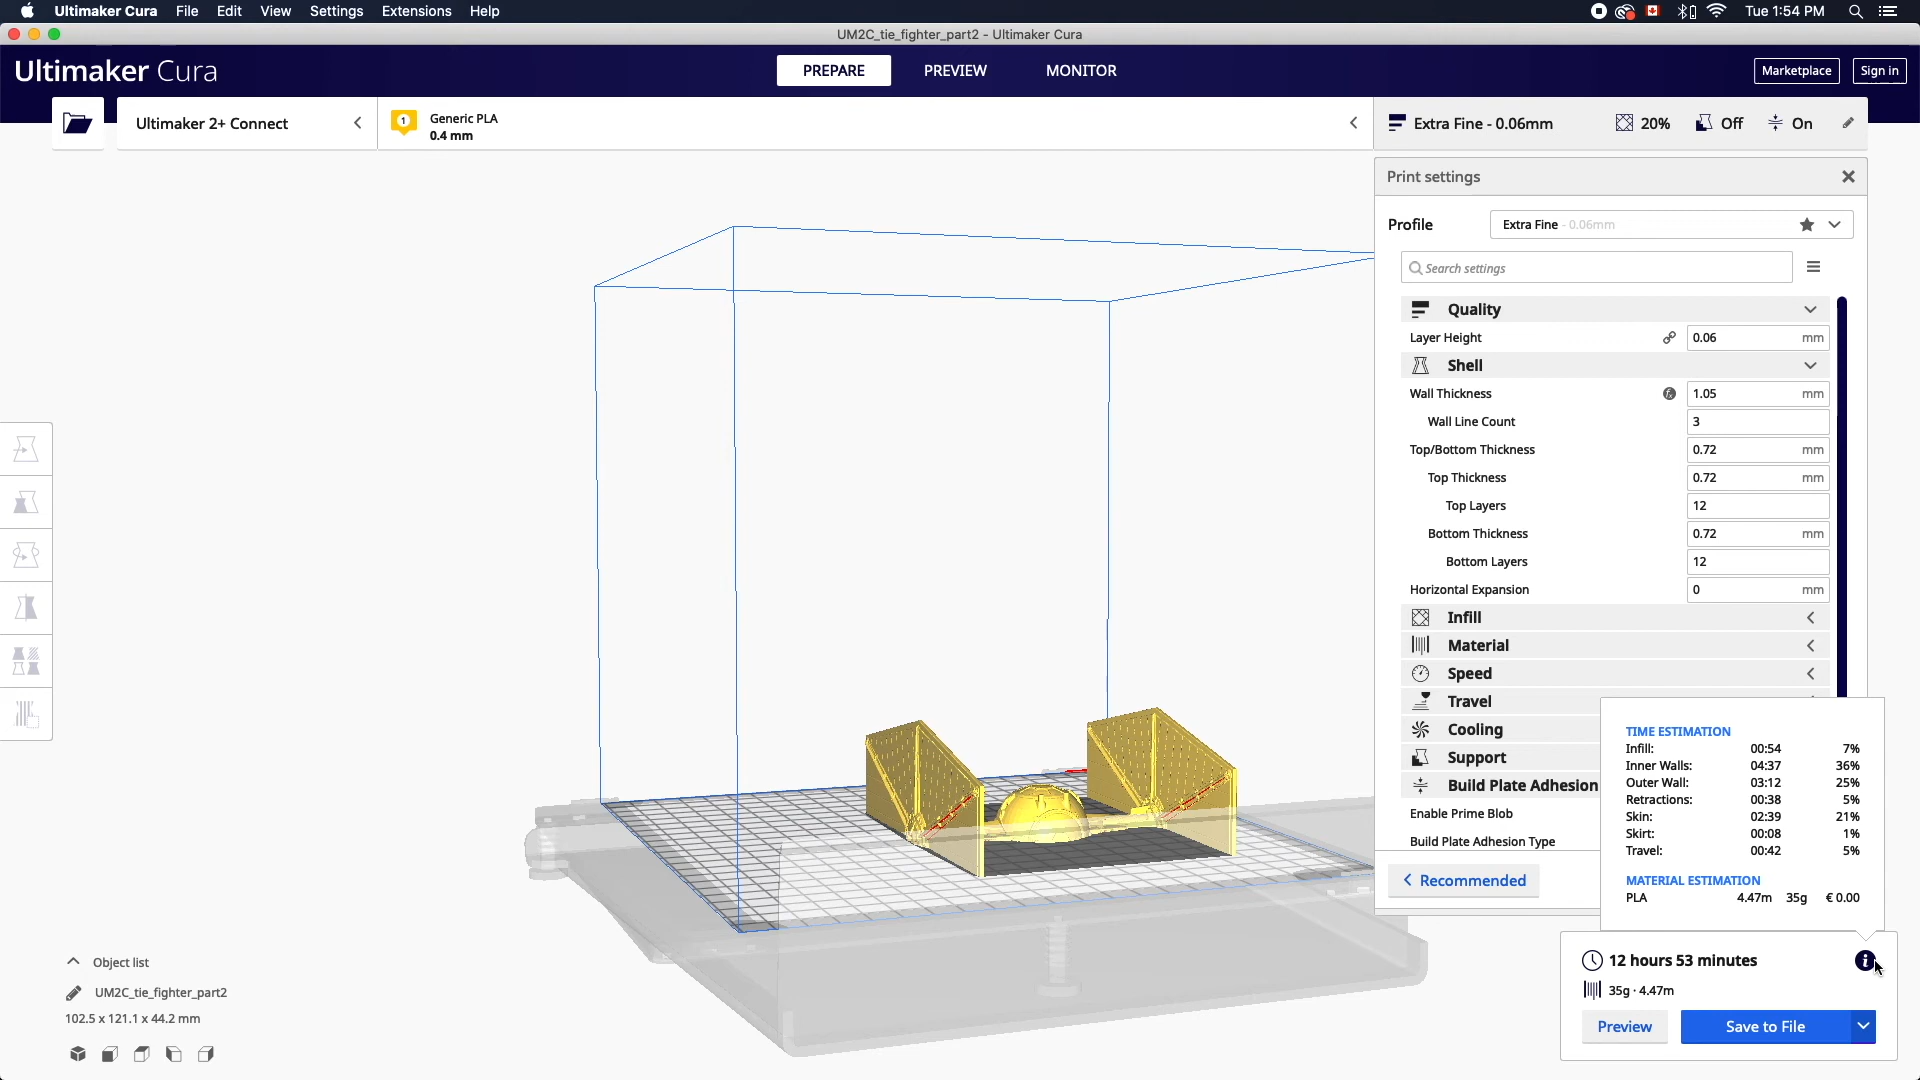 Ultimaker Cura File Edit View Settings Extensions Help Tue 1:54 PM
UM2C_tie_fighter_part2 - Ultimaker Cura
Ultimaker Cura PREPARE PREVIEW MONITOR Marketplace Sign in
Ultimaker 2+ Connect
1 Generic PLA
0.4 mm
Extra Fine - 0.06mm 20% Off On
Print settings
Profile Extra Fine - 0.06mm
Search settings
Quality
Layer Height 0.06 mm
Shell
Wall Thickness 1.05 mm
Wall Line Count 3
Top/Bottom Thickness 0.72 mm
Top Thickness 0.72 mm
Top Layers 12
Bottom Thickness 0.72 mm
Bottom Layers 12
Horizontal Expansion 0 mm
Infill
Material
Speed
Travel
Cooling
Support
Build Plate Adhesion
Enable Prime Blob
Build Plate Adhesion Type
Recommended
TIME ESTIMATION
Infill: 00:54 7%
Inner Walls: 04:37 36%
Outer Wall: 03:12 25%
Retractions: 00:38 5%
Skin: 02:39 21%
Skirt: 00:08 1%
Travel: 00:42 5%
MATERIAL ESTIMATION
PLA 4.47m 35g € 0.00
12 hours 53 minutes
35g · 4.47m
Preview Save to File
Object list
UM2C_tie_fighter_part2
102.5 x 121.1 x 44.2 mm